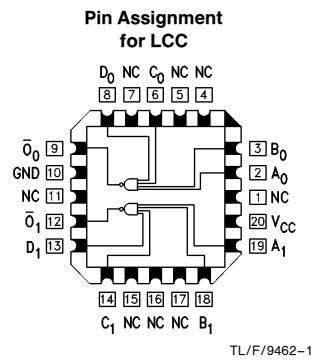 Pin Assignment
for LCC
D0 NC C0 NC NC
8 7 6 5 4
Ō0 9
GND 10
NC 11
Ō1 12
D1 13
3 B0
2 A0
1 NC
20 VCC
19 A1
14 15 16 17 18
C1 NC NC NC B1
TL/F/9462–1